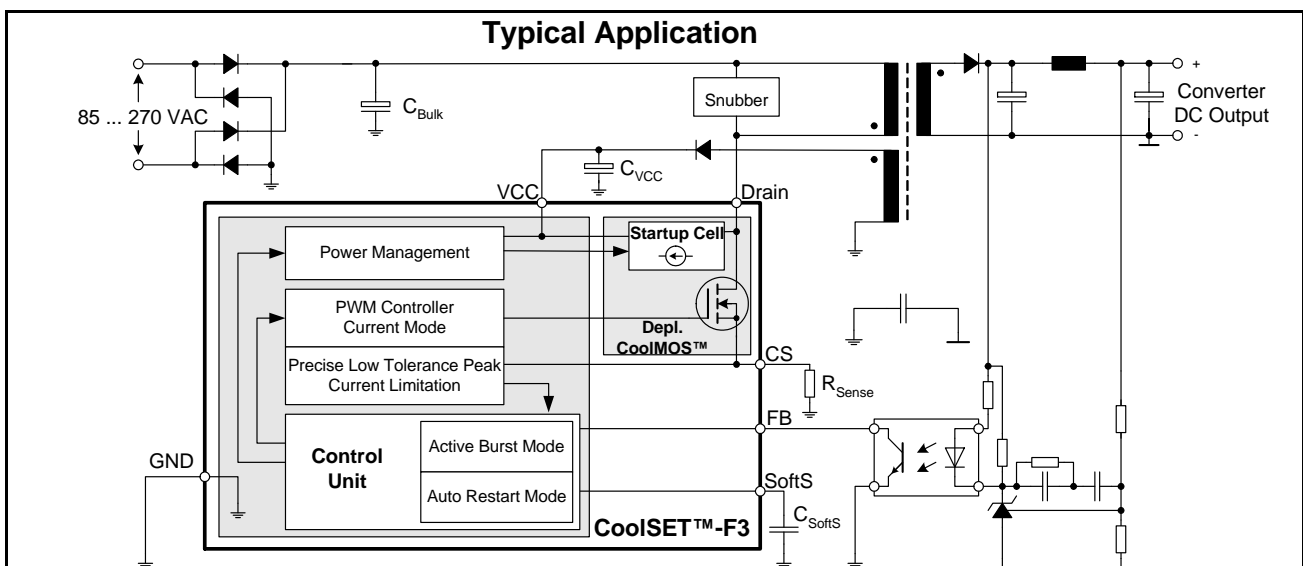 Typical Application
+
Snubber
Converter
DC Output
85 ... 270 VAC
C_Bulk
-
C_VCC
VCC
Drain
Startup Cell
Power Management
PWM Controller
Current Mode
Depl.
CoolMOS™
CS
Precise Low Tolerance Peak
Current Limitation
R_Sense
FB
Control
Unit
Active Burst Mode
GND
SoftS
Auto Restart Mode
C_SoftS
CoolSET™-F3